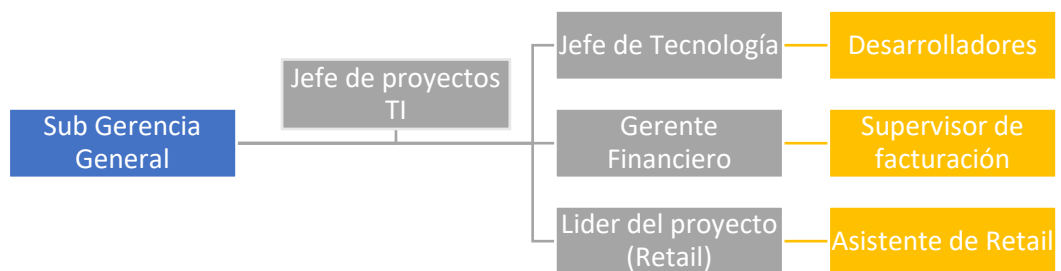 Sub Gerencia
General
Jefe de proyectos
TI
Jefe de Tecnología
Desarrolladores
Gerente
Financiero
Supervisor de
facturación
Lider del proyecto
(Retail)
Asistente de Retail